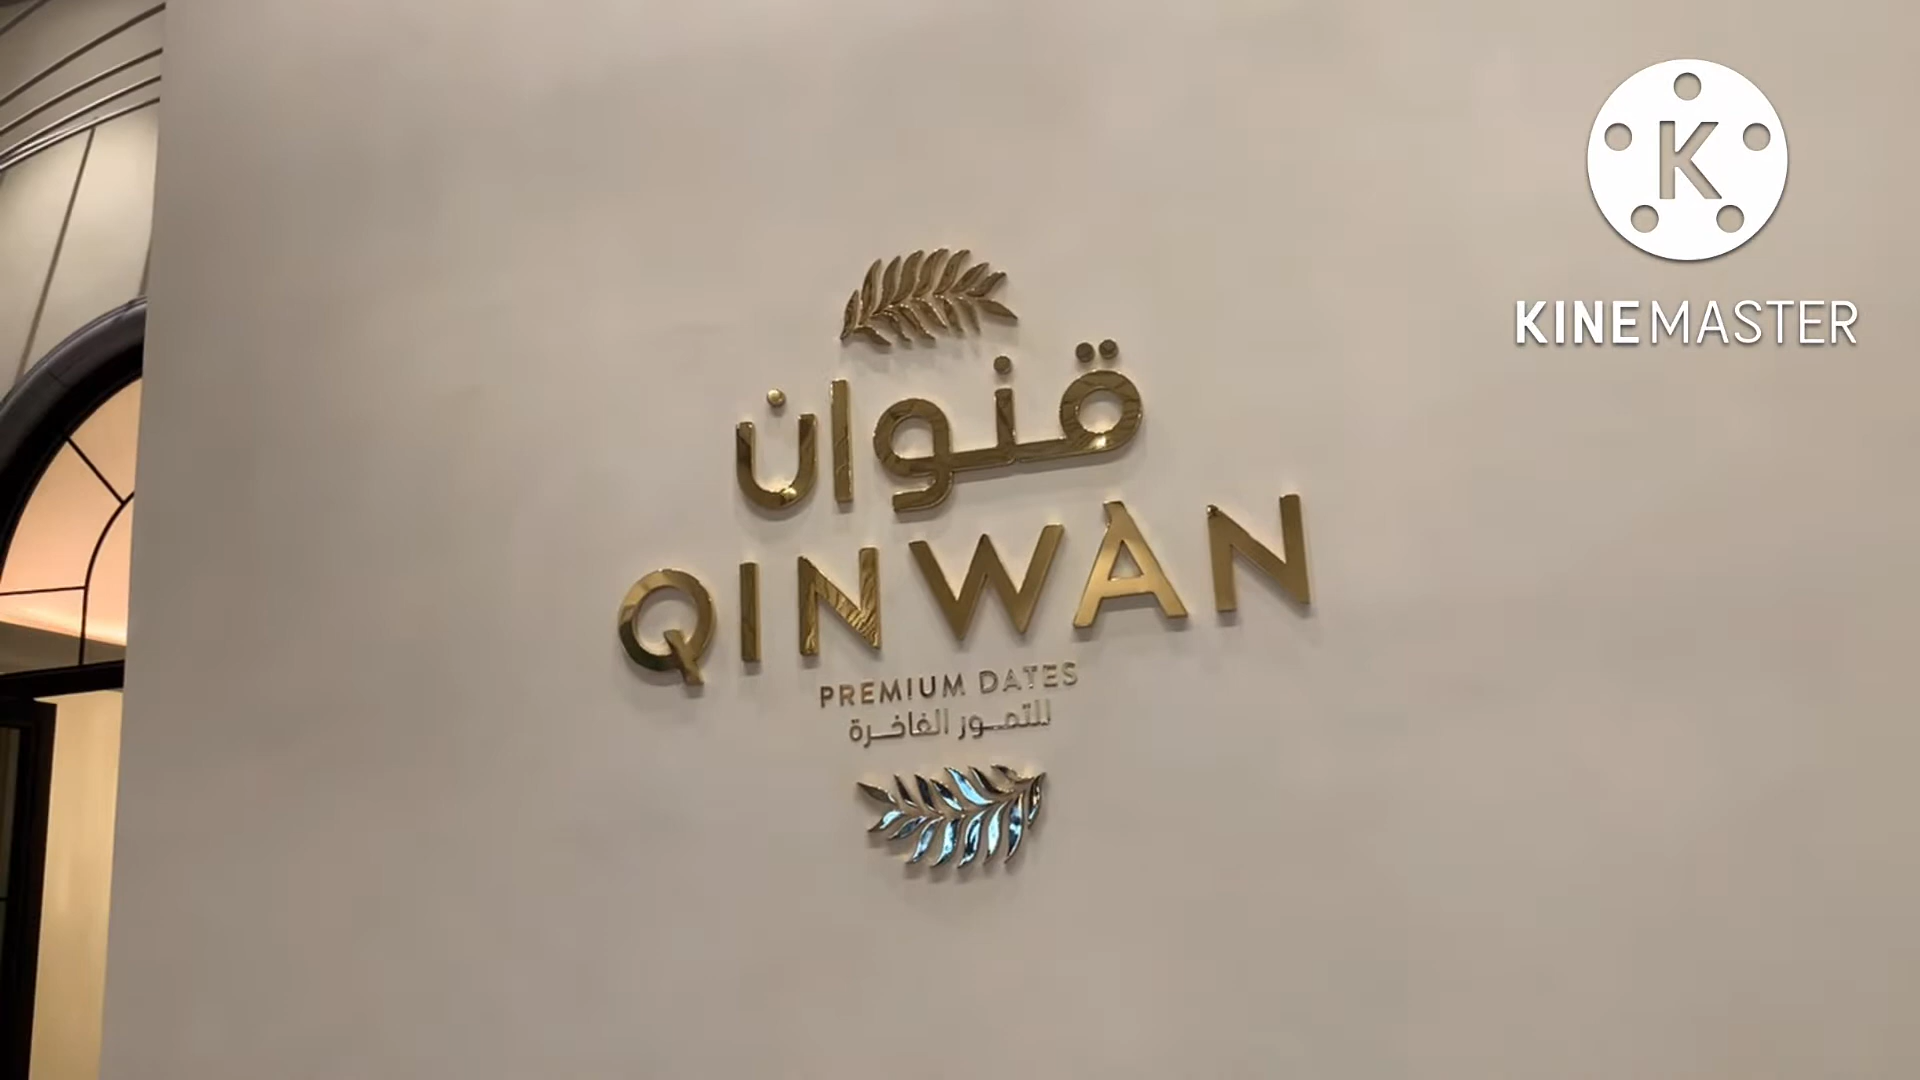 قنوان
QINWAN
PREMIUM DATES
للتمور الفاخرة
K
KINEMASTER